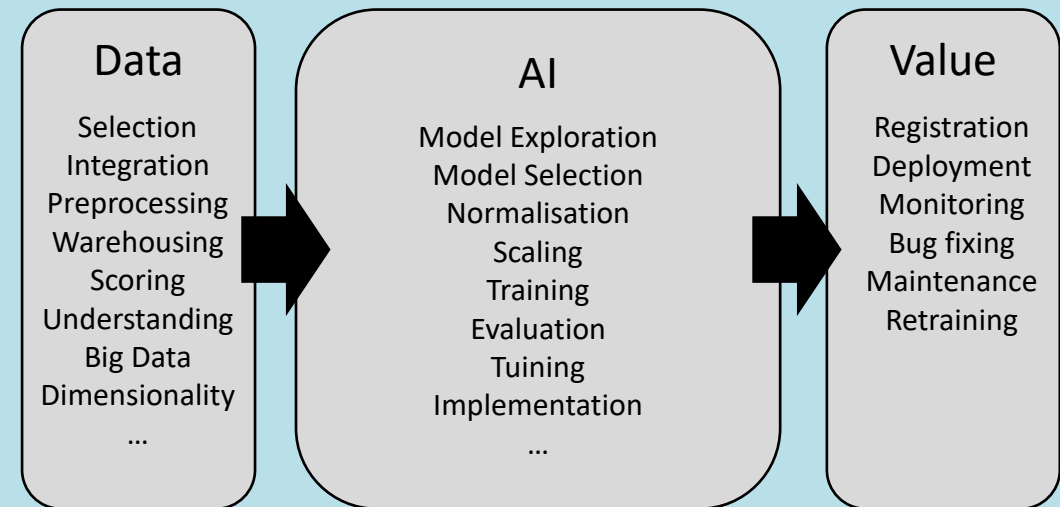 Data
Selection
Integration
Preprocessing
Warehousing
Scoring
Understanding
Big Data
Dimensionality
...
AI
Model Exploration
Model Selection
Normalisation
Scaling
Training
Evaluation
Tuining
Implementation
...
Value
Registration
Deployment
Monitoring
Bug fixing
Maintenance
Retraining